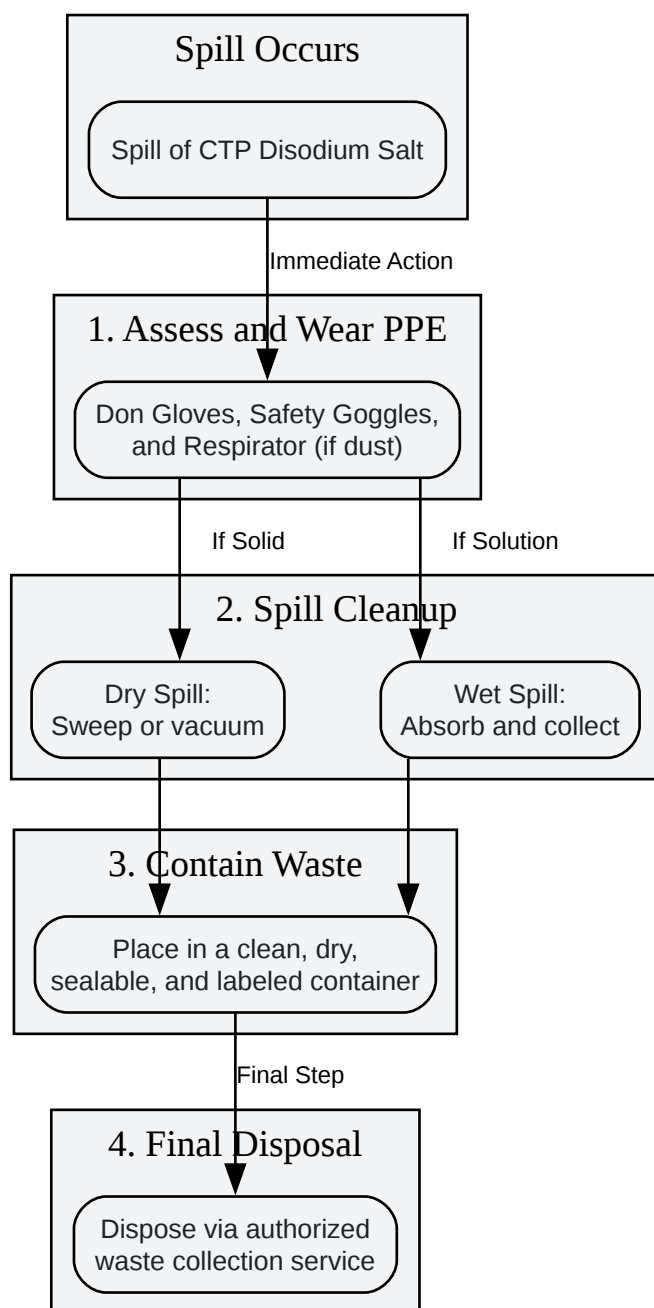 Spill Occurs
Spill of CTP Disodium Salt
Immediate Action
1. Assess and Wear PPE
Don Gloves, Safety Goggles,
and Respirator (if dust)
If Solid
If Solution
2. Spill Cleanup
Dry Spill:
Sweep or vacuum
Wet Spill:
Absorb and collect
3. Contain Waste
Place in a clean, dry,
sealable, and labeled container
Final Step
4. Final Disposal
Dispose via authorized
waste collection service